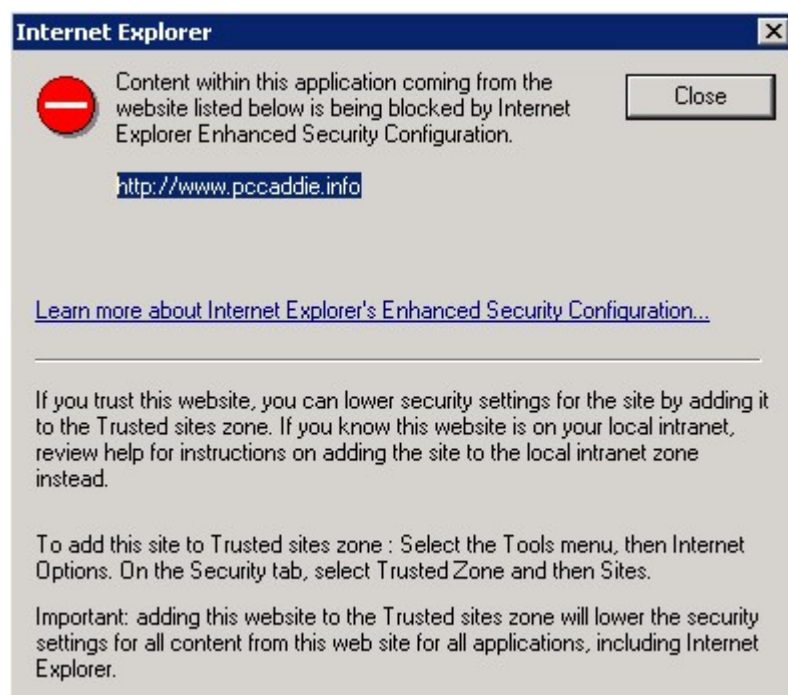 Internet Explorer
Content within this application coming from the
website listed below is being blocked by Internet
Explorer Enhanced Security Configuration.
Close
http://www.pccaddie.info
Learn more about Internet Explorer's Enhanced Security Configuration...
If you trust this website, you can lower security settings for the site by adding it
to the Trusted sites zone. If you know this website is on your local intranet,
review help for instructions on adding the site to the local intranet zone
instead.
To add this site to Trusted sites zone : Select the Tools menu, then Internet
Options. On the Security tab, select Trusted Zone and then Sites.
Important: adding this website to the Trusted sites zone will lower the security
settings for all content from this web site for all applications, including Internet
Explorer.